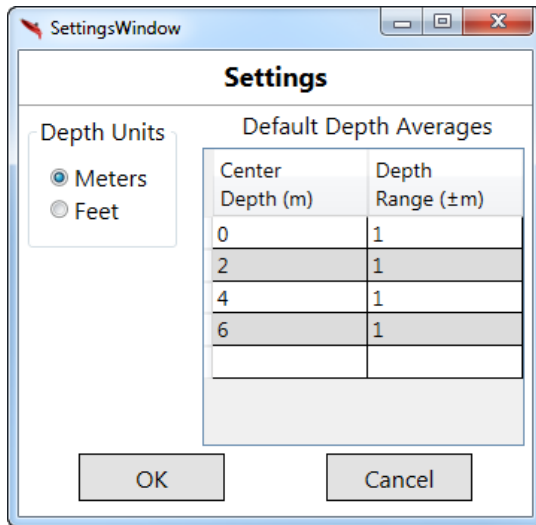 SettingsWindow
Settings
Depth Units
Meters
Feet
Default Depth Averages
Center Depth (m)
Depth Range (±m)
0 1
2 1
4 1
6 1
OK Cancel